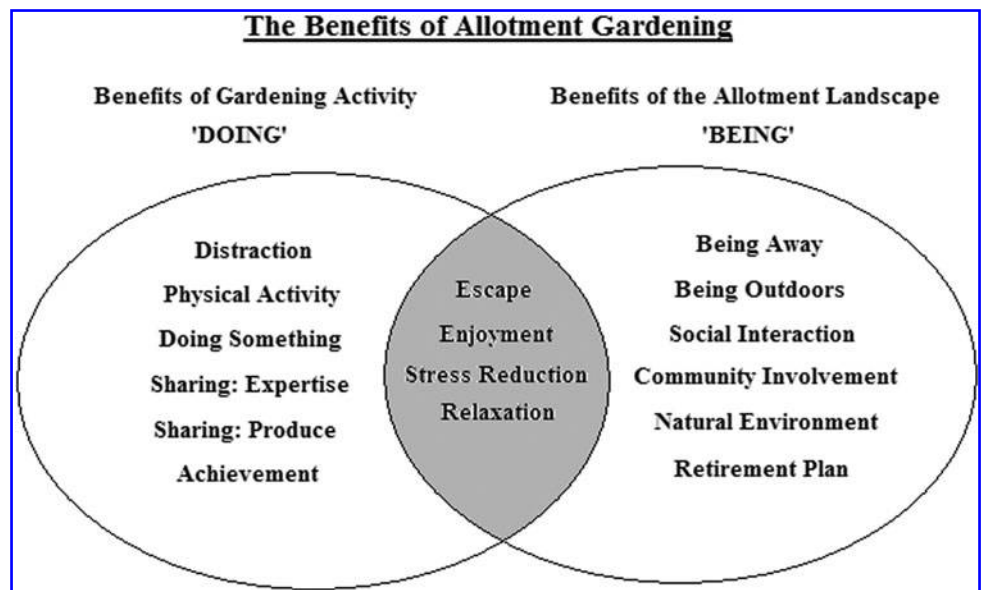 The Benefits of Allotment Gardening
Benefits of Gardening Activity
'DOING'
Benefits of the Allotment Landscape
'BEING'
Distraction
Physical Activity
Doing Something
Sharing: Expertise
Sharing: Produce
Achievement
Escape
Enjoyment
Stress Reduction
Relaxation
Being Away
Being Outdoors
Social Interaction
Community Involvement
Natural Environment
Retirement Plan